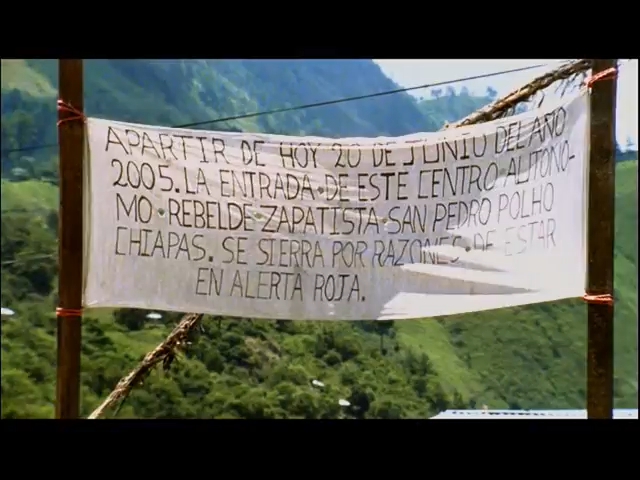 APARTIR DE HOY 20 DE JUNIO DEL AÑO
2005. LA ENTRADA DE ESTE CENTRO AUTONO-
MO REBELDE ZAPATISTA SAN PEDRO POLHO
CHIAPAS. SE SIERRA POR RAZONES DE ESTAR
EN ALERTA ROJA.